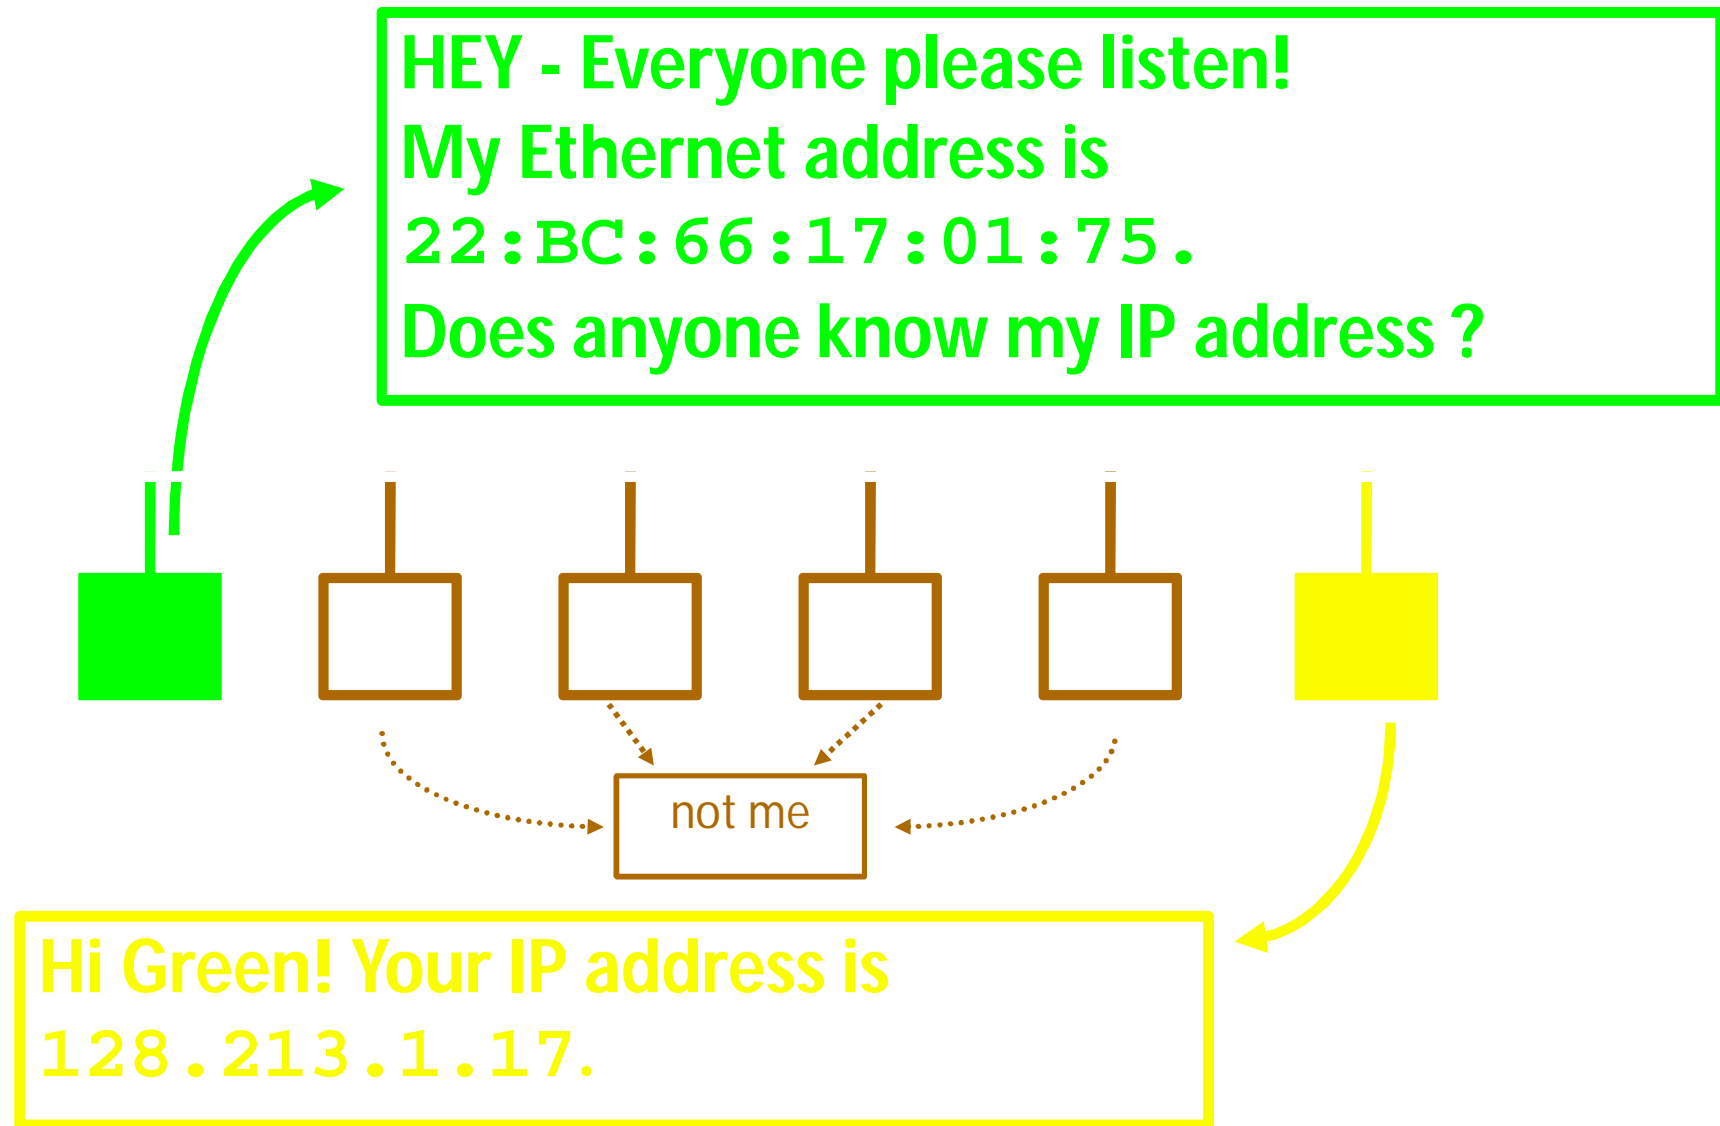 HEY - Everyone please listen!
My Ethernet address is
22:BC:66:17:01:75.
Does anyone know my IP address ?
not me
Hi Green! Your IP address is
128.213.1.17.